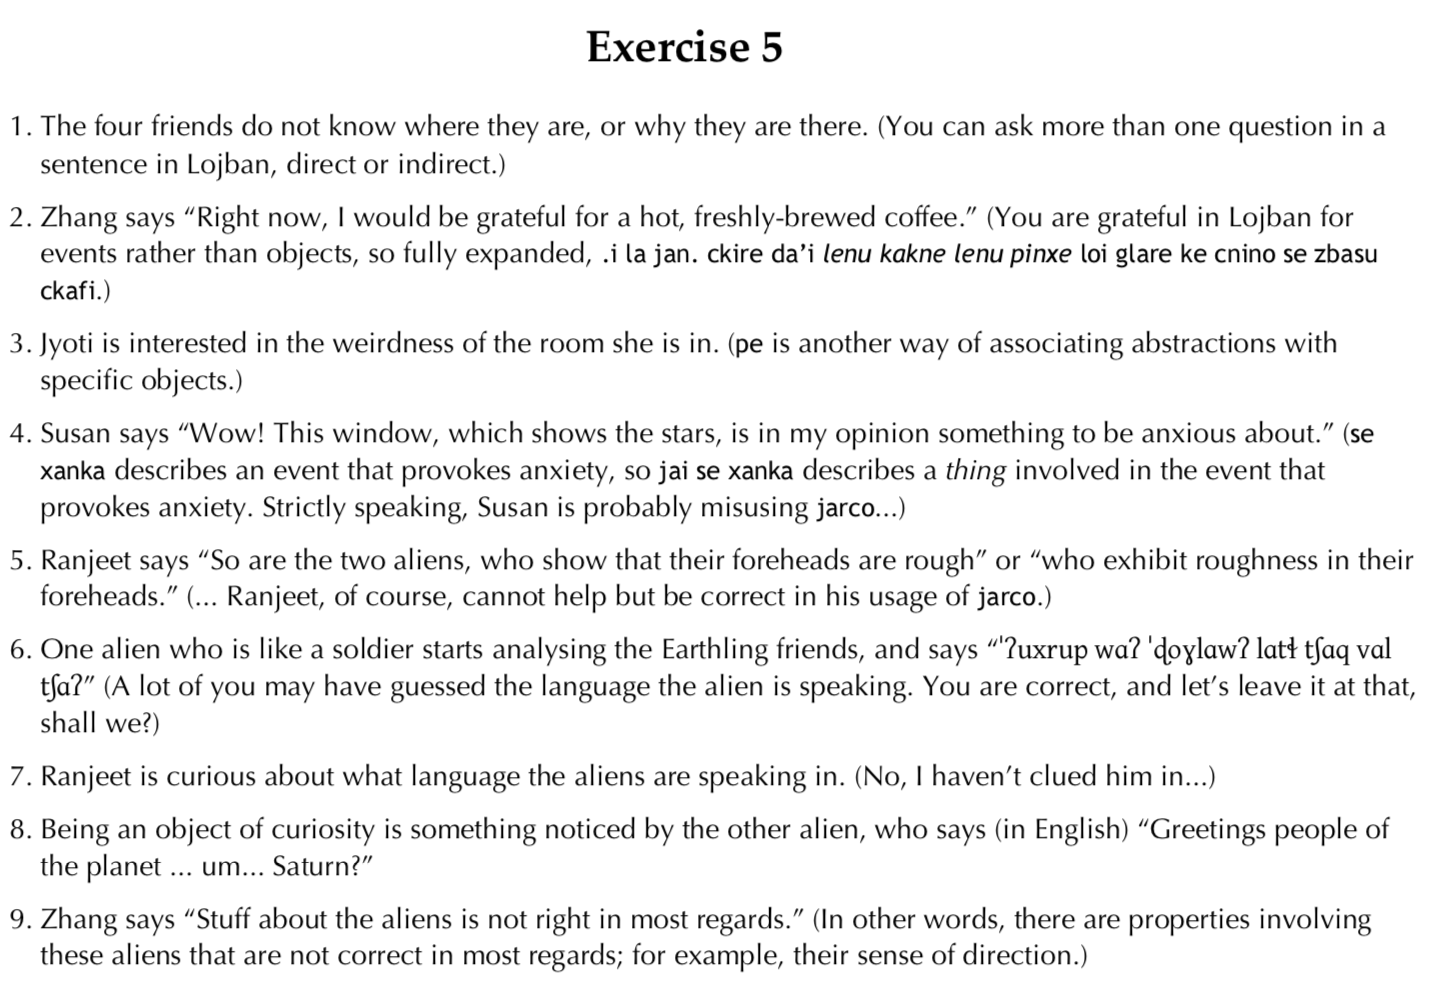 Exercise 5
1. The four friends do not know where they are, or why they are there. (You can ask more than one question in a
sentence in Lojban, direct or indirect.)
2. Zhang says “Right now, I would be grateful for a hot, freshly-brewed coffee.” (You are grateful in Lojban for
events rather than objects, so fully expanded, .i la jan. ckire da’i lenu kakne lenu pinxe loi glare ke cnino se zbasu
ckafi.)
3. Jyoti is interested in the weirdness of the room she is in. (pe is another way of associating abstractions with
specific objects.)
4. Susan says “Wow! This window, which shows the stars, is in my opinion something to be anxious about.” (se
xanka describes an event that provokes anxiety, so jai se xanka describes a thing involved in the event that
provokes anxiety. Strictly speaking, Susan is probably misusing jarco...)
5. Ranjeet says “So are the two aliens, who show that their foreheads are rough” or “who exhibit roughness in their
foreheads.” (... Ranjeet, of course, cannot help but be correct in his usage of jarco.)
6. One alien who is like a soldier starts analysing the Earthling friends, and says “ˈʔuxrup waʔ ˈɖoɣlawʔ latɬ tʃaq val
tʃaʔ” (A lot of you may have guessed the language the alien is speaking. You are correct, and let’s leave it at that,
shall we?)
7. Ranjeet is curious about what language the aliens are speaking in. (No, I haven’t clued him in...)
8. Being an object of curiosity is something noticed by the other alien, who says (in English) “Greetings people of
the planet ... um... Saturn?”
9. Zhang says “Stuff about the aliens is not right in most regards.” (In other words, there are properties involving
these aliens that are not correct in most regards; for example, their sense of direction.)